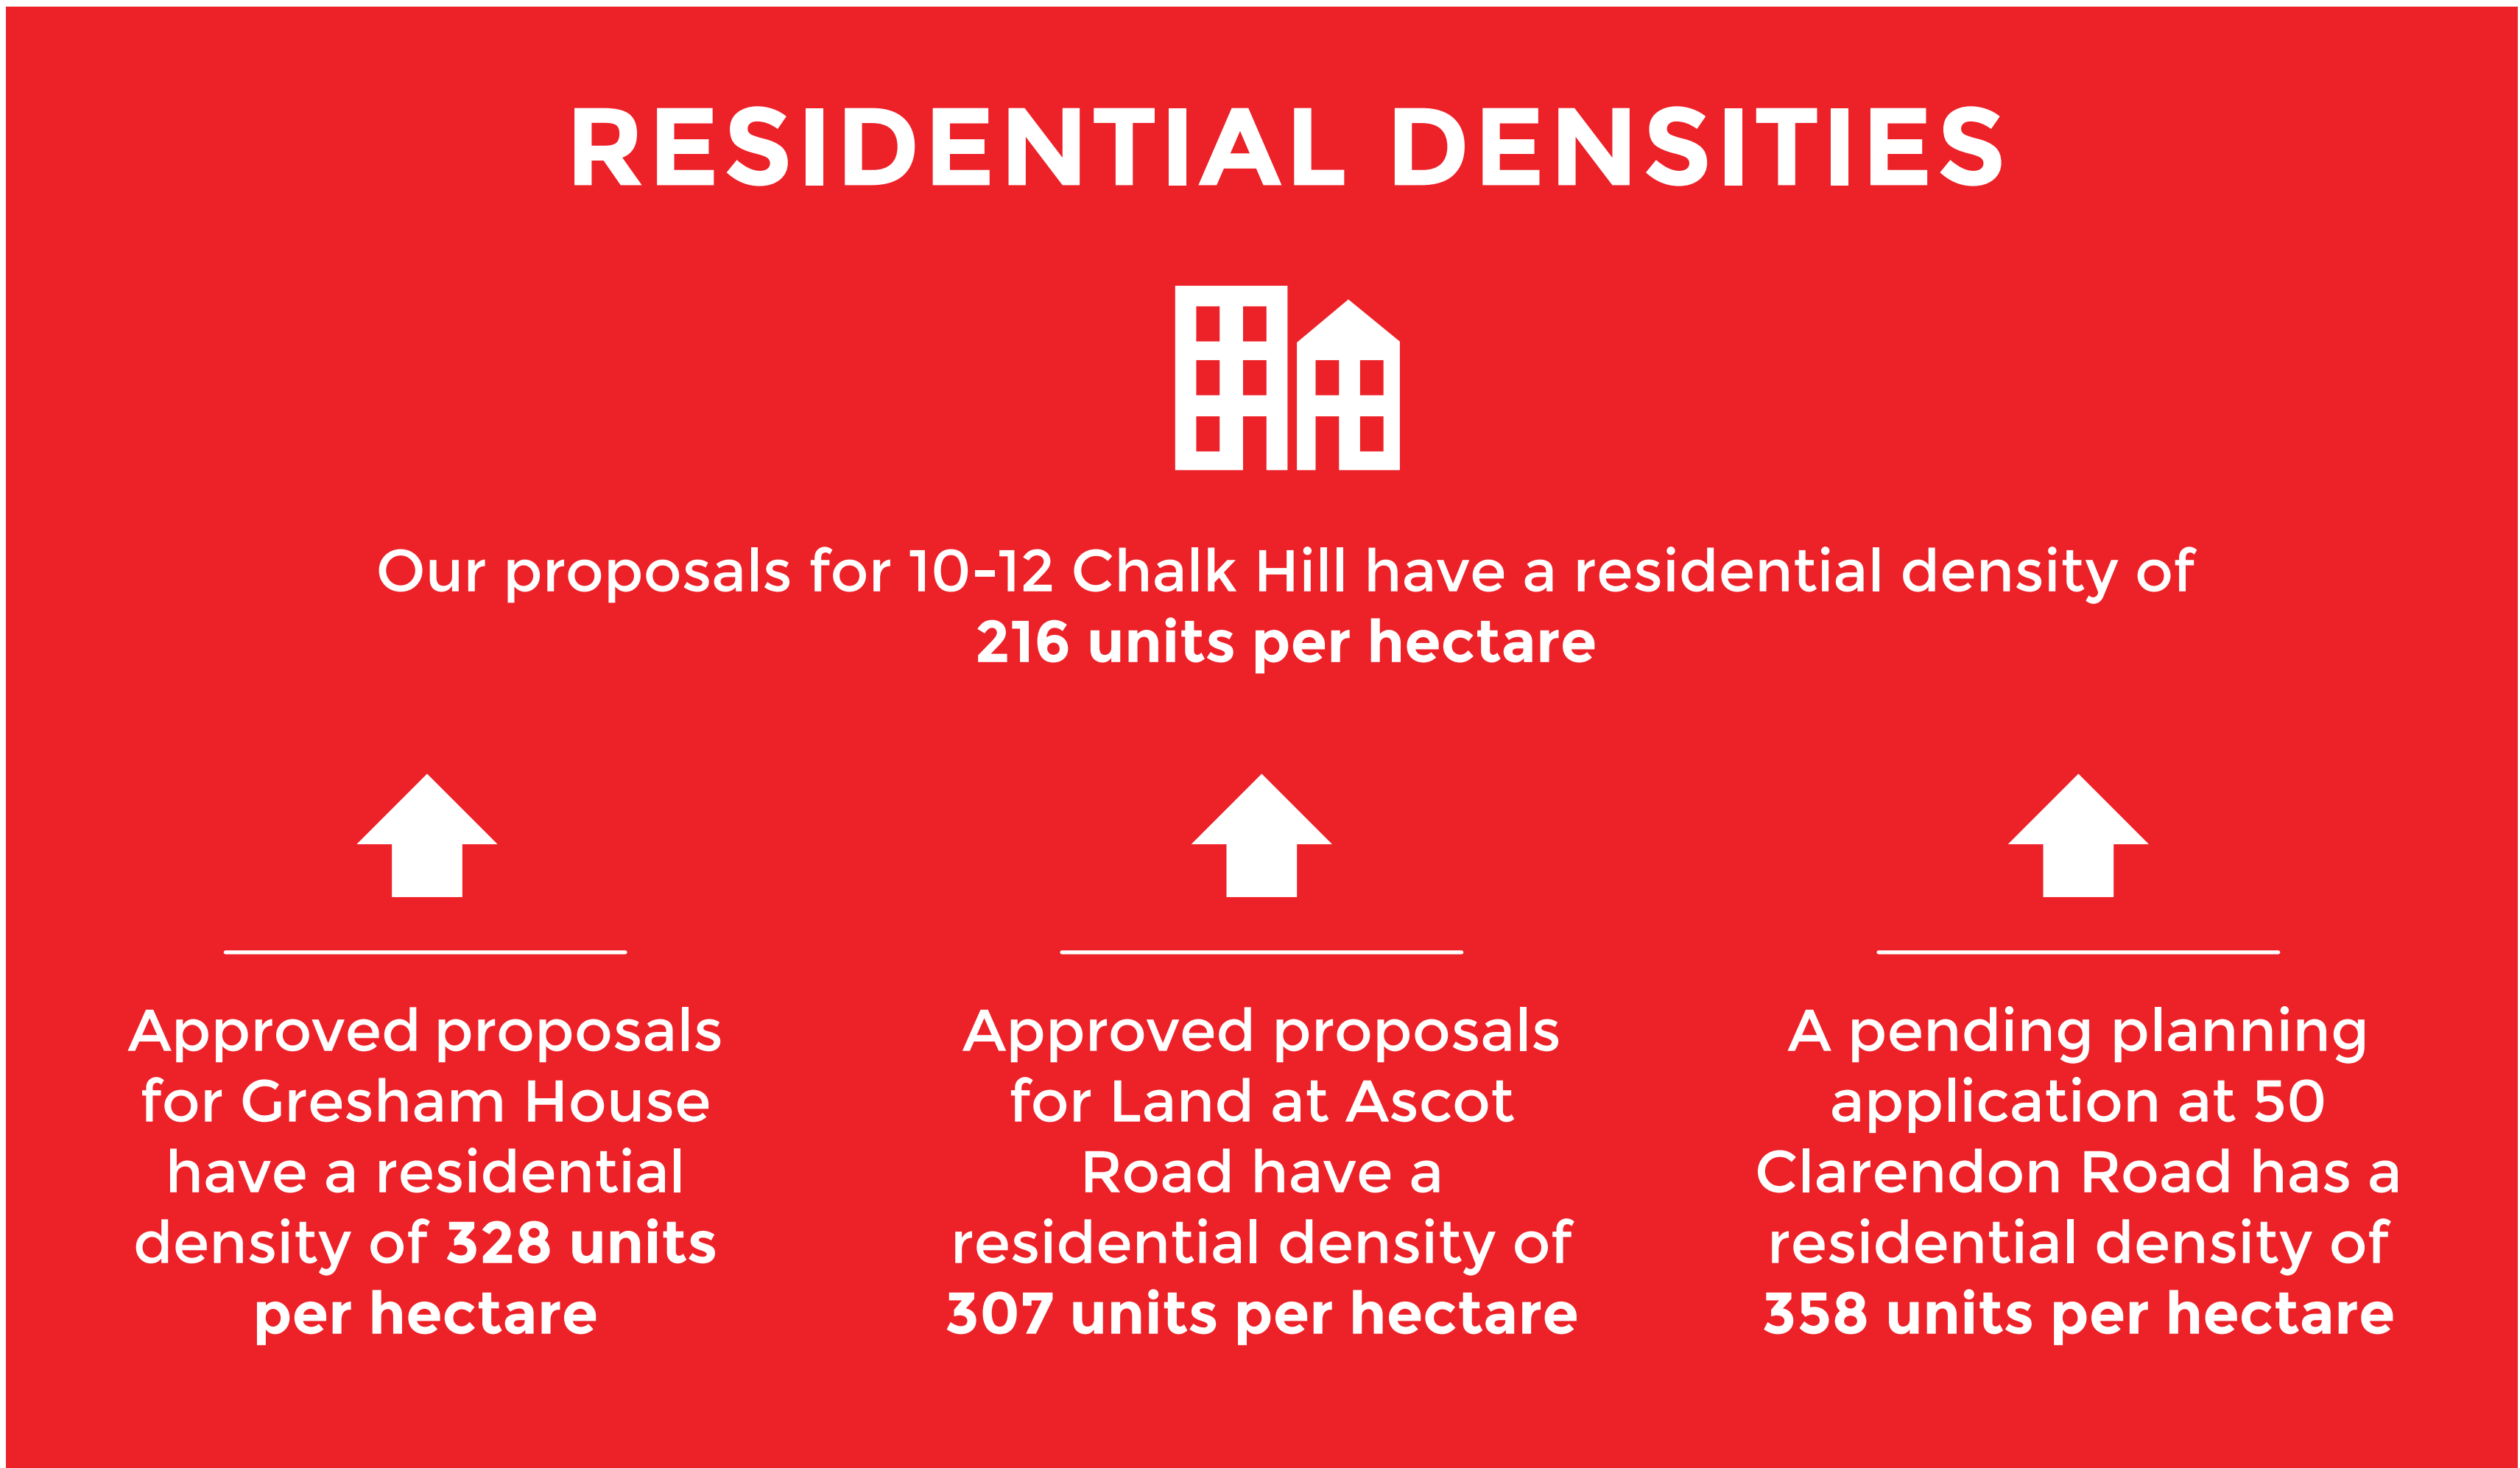 RESIDENTIAL DENSITIES
Our proposals for 10-12 Chalk Hill have a residential density of
216 units per hectare
Approved proposals
for Gresham House
have a residential
density of 328 units
per hectare
Approved proposals
for Land at Ascot
Road have a
residential density of
307 units per hectare
A pending planning
application at 50
Clarendon Road has a
residential density of
358 units per hectare